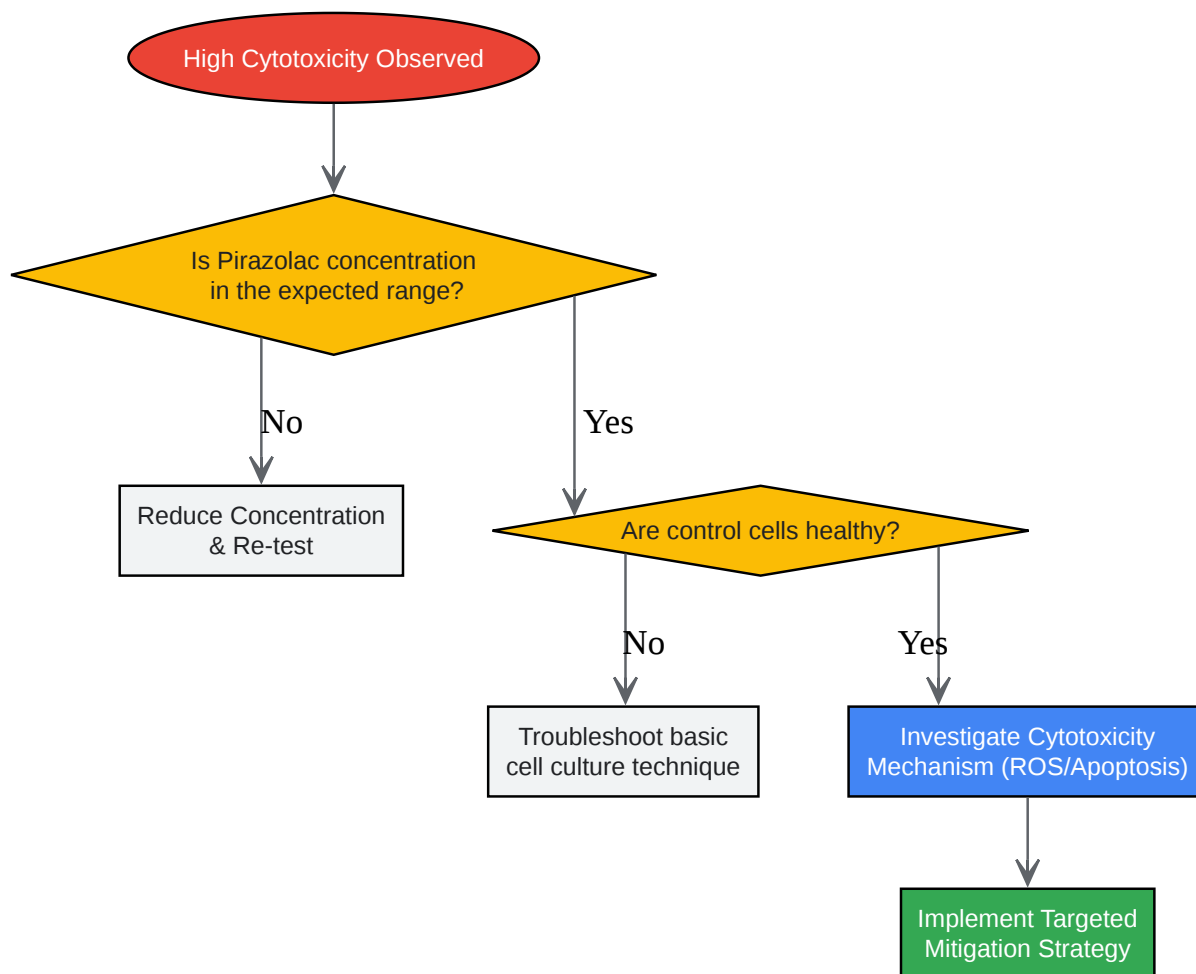 High Cytotoxicity Observed
Is Pirazolac concentration
in the expected range?
No
Yes
Reduce Concentration
& Re-test
Are control cells healthy?
No
Yes
Troubleshoot basic
cell culture technique
Investigate Cytotoxicity
Mechanism (ROS/Apoptosis)
Implement Targeted
Mitigation Strategy